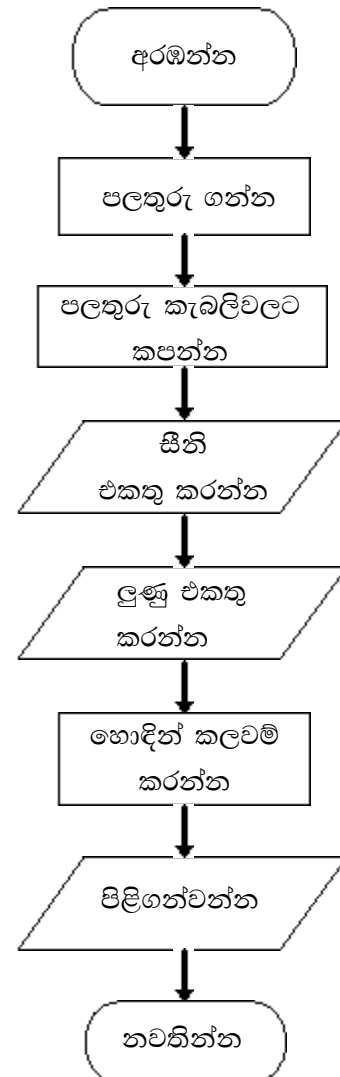 අරඹන්න
පලතුරු ගන්න
පලතුරු කැබලිවලට
කපන්න
සීනි
එකතු කරන්න
ලුණු එකතු
කරන්න
හොඳින් කලවම්
කරන්න
පිළිගන්වන්න
නවතින්න